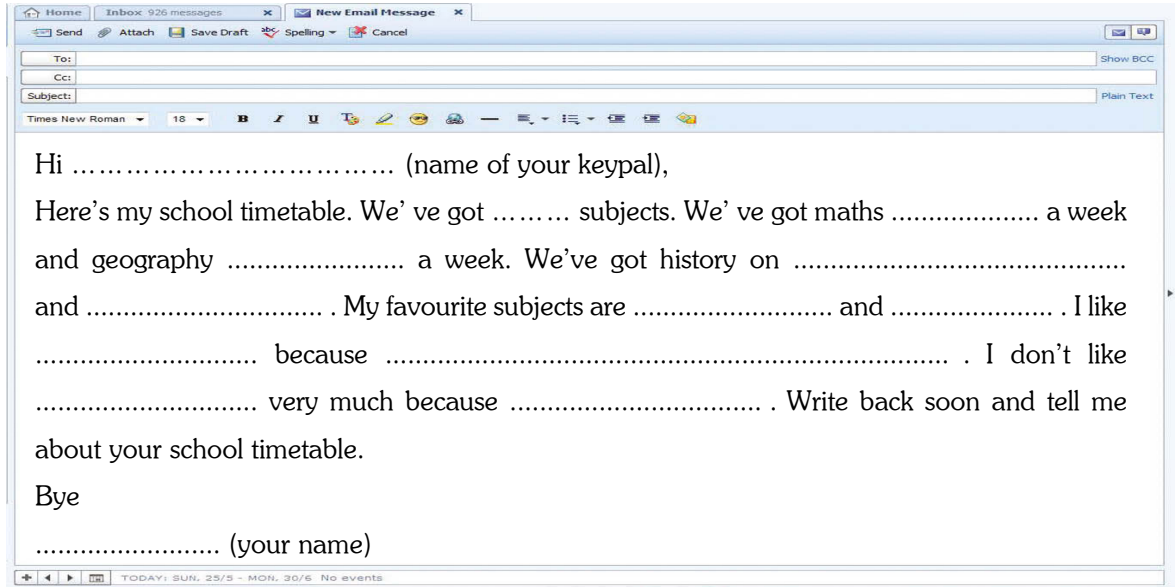 Home Inbox 926 messages × New Email Message ×
Send Attach Save Draft abc Spelling Cancel
To: Show BCC
Cc:
Subject: Plain Text
Times New Roman 18 B I U T
Hi …………………………… (name of your keypal),
Here’s my school timetable. We’ ve got ……… subjects. We’ ve got maths .................... a week
and geography ........................ a week. We’ve got history on .............................................
and ................................ . My favourite subjects are ........................... and ...................... . I like
.............................. because ............................................................................ . I don’t like
.............................. very much because .................................. . Write back soon and tell me
about your school timetable.
Bye
......................... (your name)
TODAY: SUN, 25/5 - MON, 30/6 No events